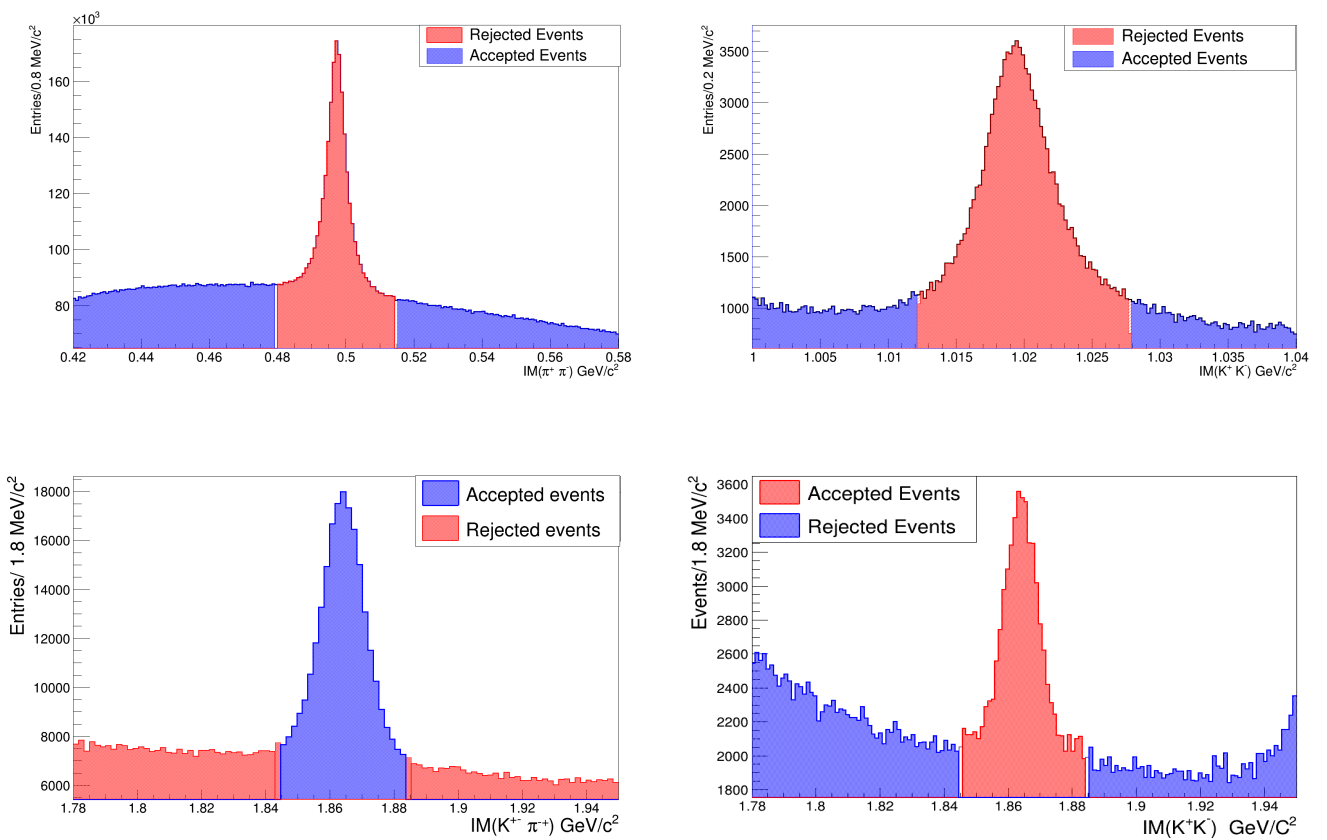 ×10³
Entries/0.8 MeV/c²
160
140
120
100
80
0.42 0.44 0.46 0.48 0.5 0.52 0.54 0.56 0.58
IM(π⁺ π⁻) GeV/c²
Rejected Events
Accepted Events
Entries/0.2 MeV/c²
3500
3000
2500
2000
1500
1000
1 1.005 1.01 1.015 1.02 1.025 1.03 1.035 1.04
IM(K⁺ K⁻) GeV/c²
Rejected Events
Accepted Events
Entries/ 1.8 MeV/c²
18000
16000
14000
12000
10000
8000
6000
1.78 1.8 1.82 1.84 1.86 1.88 1.9 1.92 1.94
IM(K⁺⁻ π⁻⁺) GeV/c²
Accepted events
Rejected events
Events/1.8 MeV/c²
3600
3400
3200
3000
2800
2600
2400
2200
2000
1800
1.78 1.8 1.82 1.84 1.86 1.88 1.9 1.92 1.94
IM(K⁺K⁻) GeV/C²
Accepted Events
Rejected Events